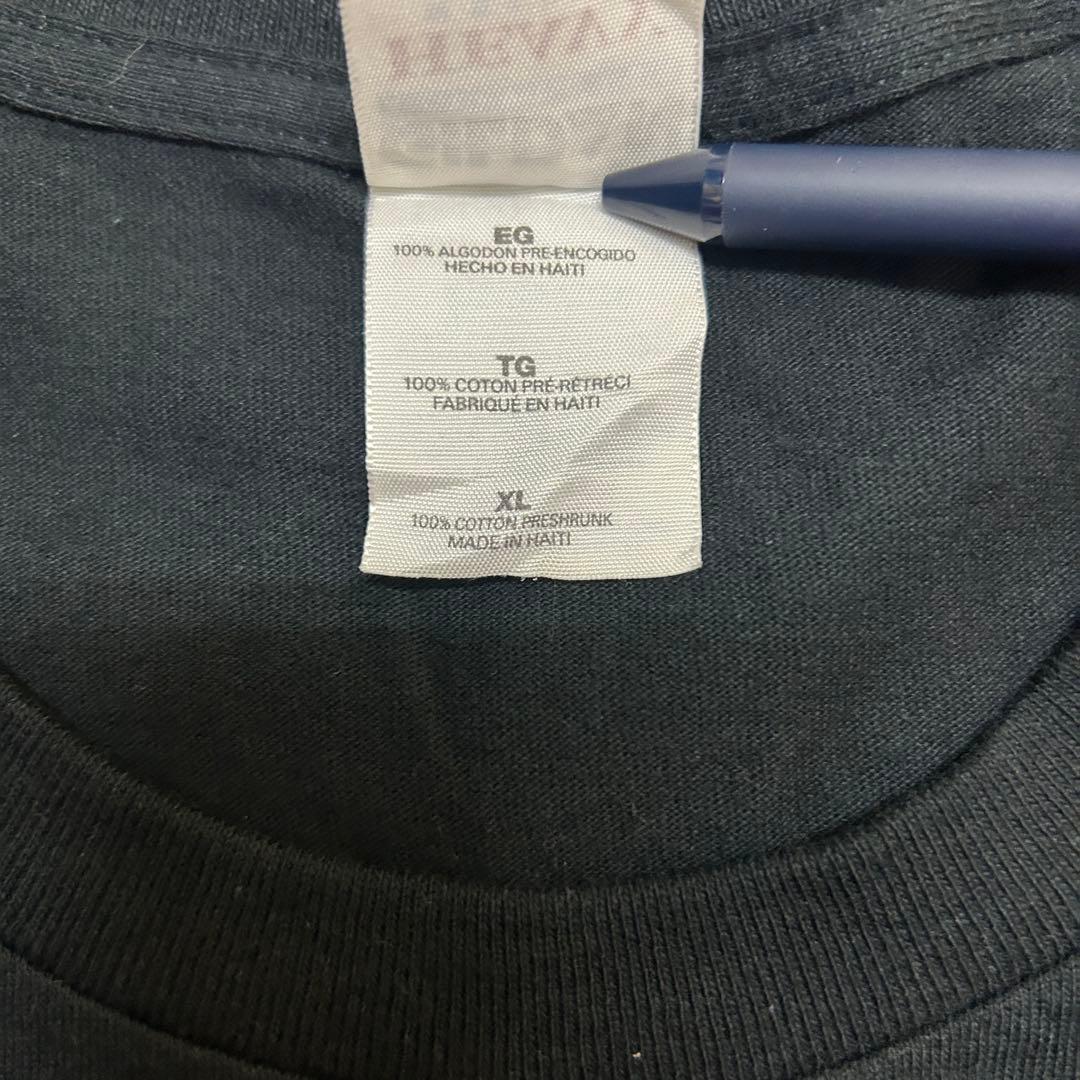 EG
100% ALGODON PRE-ENCOGIDO
HECHO EN HAITI
TG
100% COTON PRÉ-RÉTRÉCI
FABRIQUÉ EN HAITI
XL
100% COTTON PRESHRUNK
MADE IN HAITI